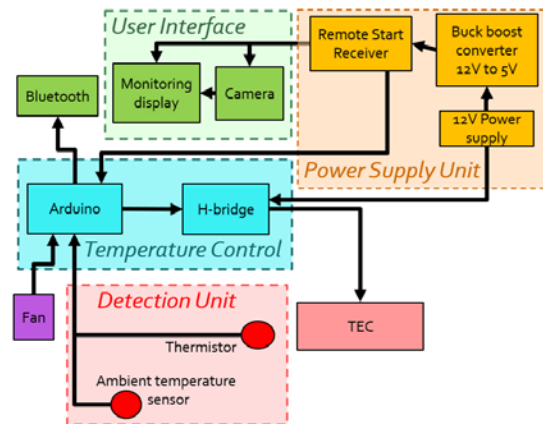 User Interface
Remote Start
Receiver
Buck boost
converter
12V to 5V
Bluetooth
Monitoring
display
Camera
12V Power
supply
Power Supply Unit
Arduino
H-bridge
Temperature Control
Fan
Detection Unit
Thermistor
TEC
Ambient temperature
sensor